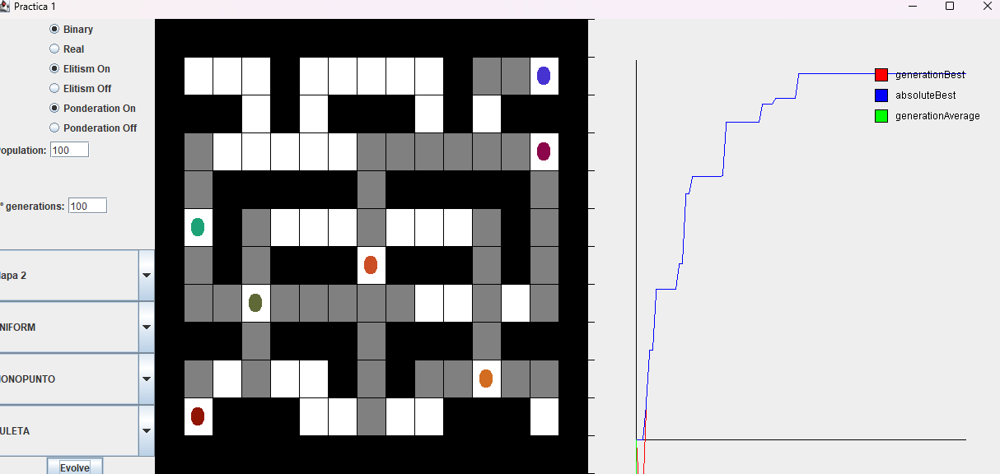 Practica 1
Binary
Real
Elitism On
Elitism Off
Ponderation On
Ponderation Off
opulation: 100
º generations: 100
apa 2
NIFORM
ONOPUNTO
ULETA
Evolve
generationBest
absoluteBest
generationAverage